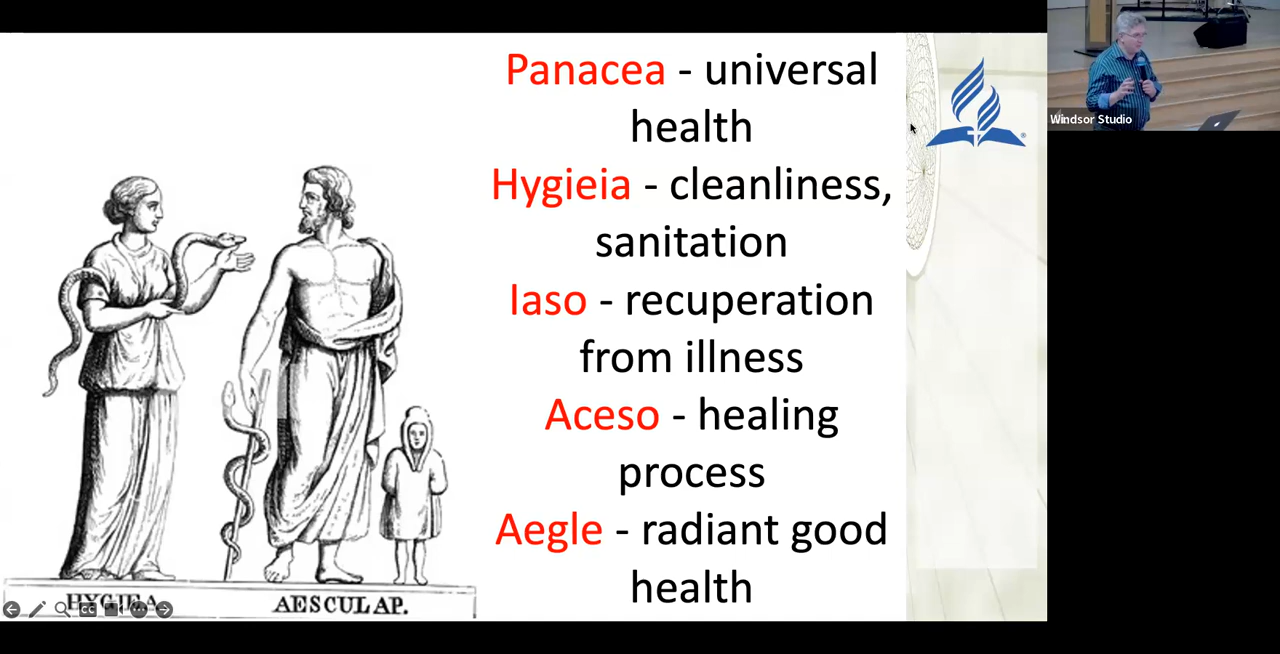 Panacea - universal
health
Hygieia - cleanliness,
sanitation
Iaso - recuperation
from illness
Aceso - healing
process
Aegle - radiant good
health
®
Windsor Studio
HYGIEA
AESCULAP.
CC